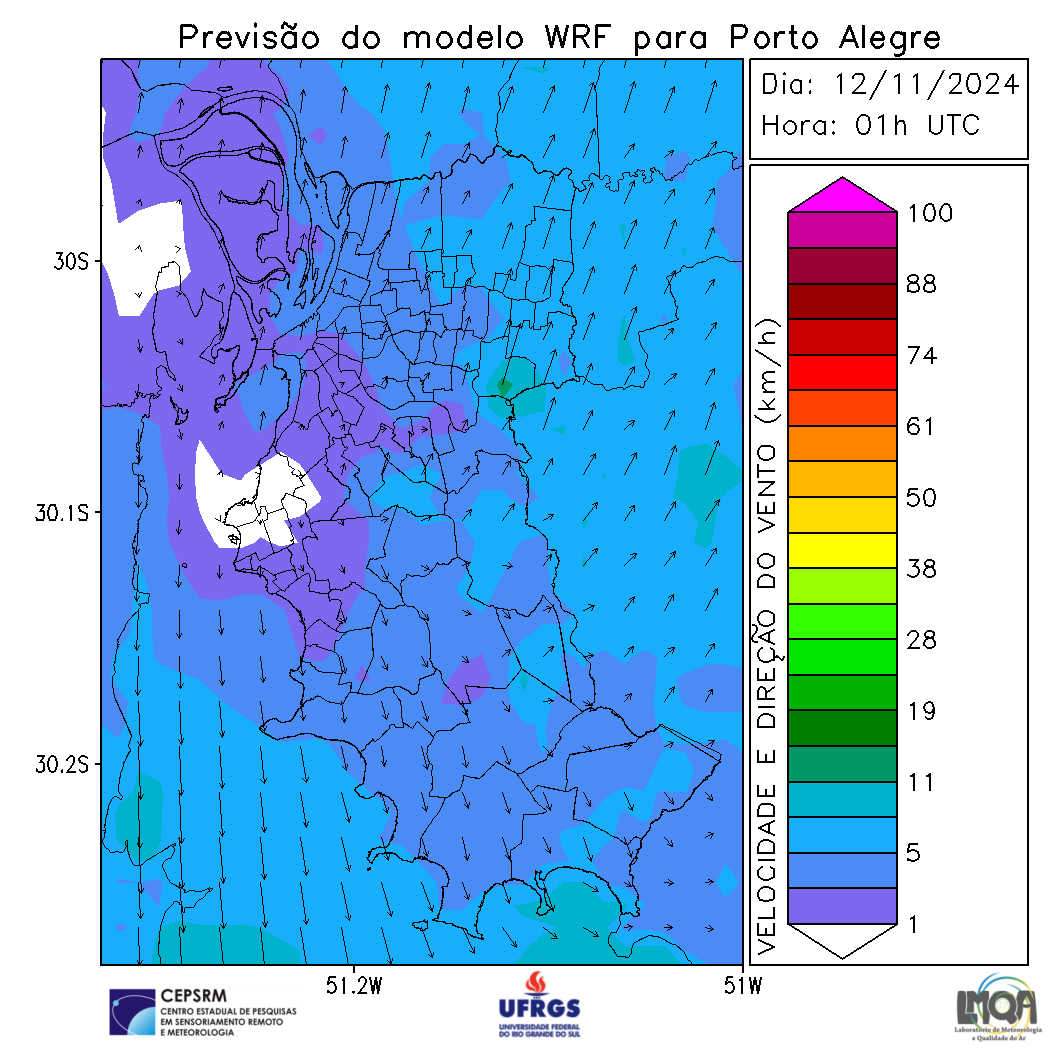 Previsão do modelo WRF para Porto Alegre
Dia: 12/11/2024
Hora: 01h UTC
30S
30.1S
30.2S
51.2W
51W
VELOCIDADE E DIREÇÃO DO VENTO (km/h)
100
88
74
61
50
38
28
19
11
5
1
CEPSRM
CENTRO ESTADUAL DE PESQUISAS
EM SENSORIAMENTO REMOTO
E METEOROLOGIA
UFRGS
UNIVERSIDADE FEDERAL
DO RIO GRANDE DO SUL
LMQA
Laboratório de Meteorologia
e Qualidade do Ar